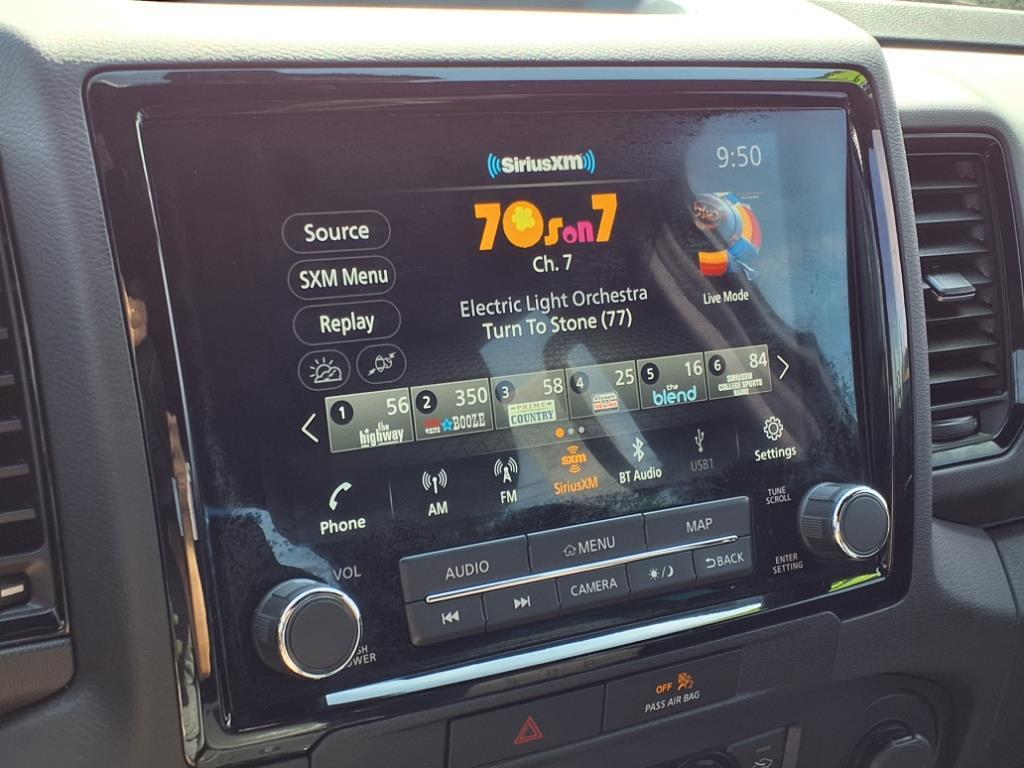 SiriusXM
9:50
70s on 7
Ch. 7
Source
SXM Menu
Replay
Electric Light Orchestra
Turn To Stone (77)
Live Mode
1 56
the highway
2 350
BOOZE
3 58
PRIME
COUNTRY
4 25
5 16
the blend
6 84
SIRIUSXM
COLLEGE SPORTS
RADIO
Phone
AM
FM
sxm
SiriusXM
BT Audio
USB1
Settings
TUNE
SCROLL
VOL
AUDIO
MENU
MAP
CAMERA
BACK
ENTER
SETTING
OFF
PASS AIR BAG